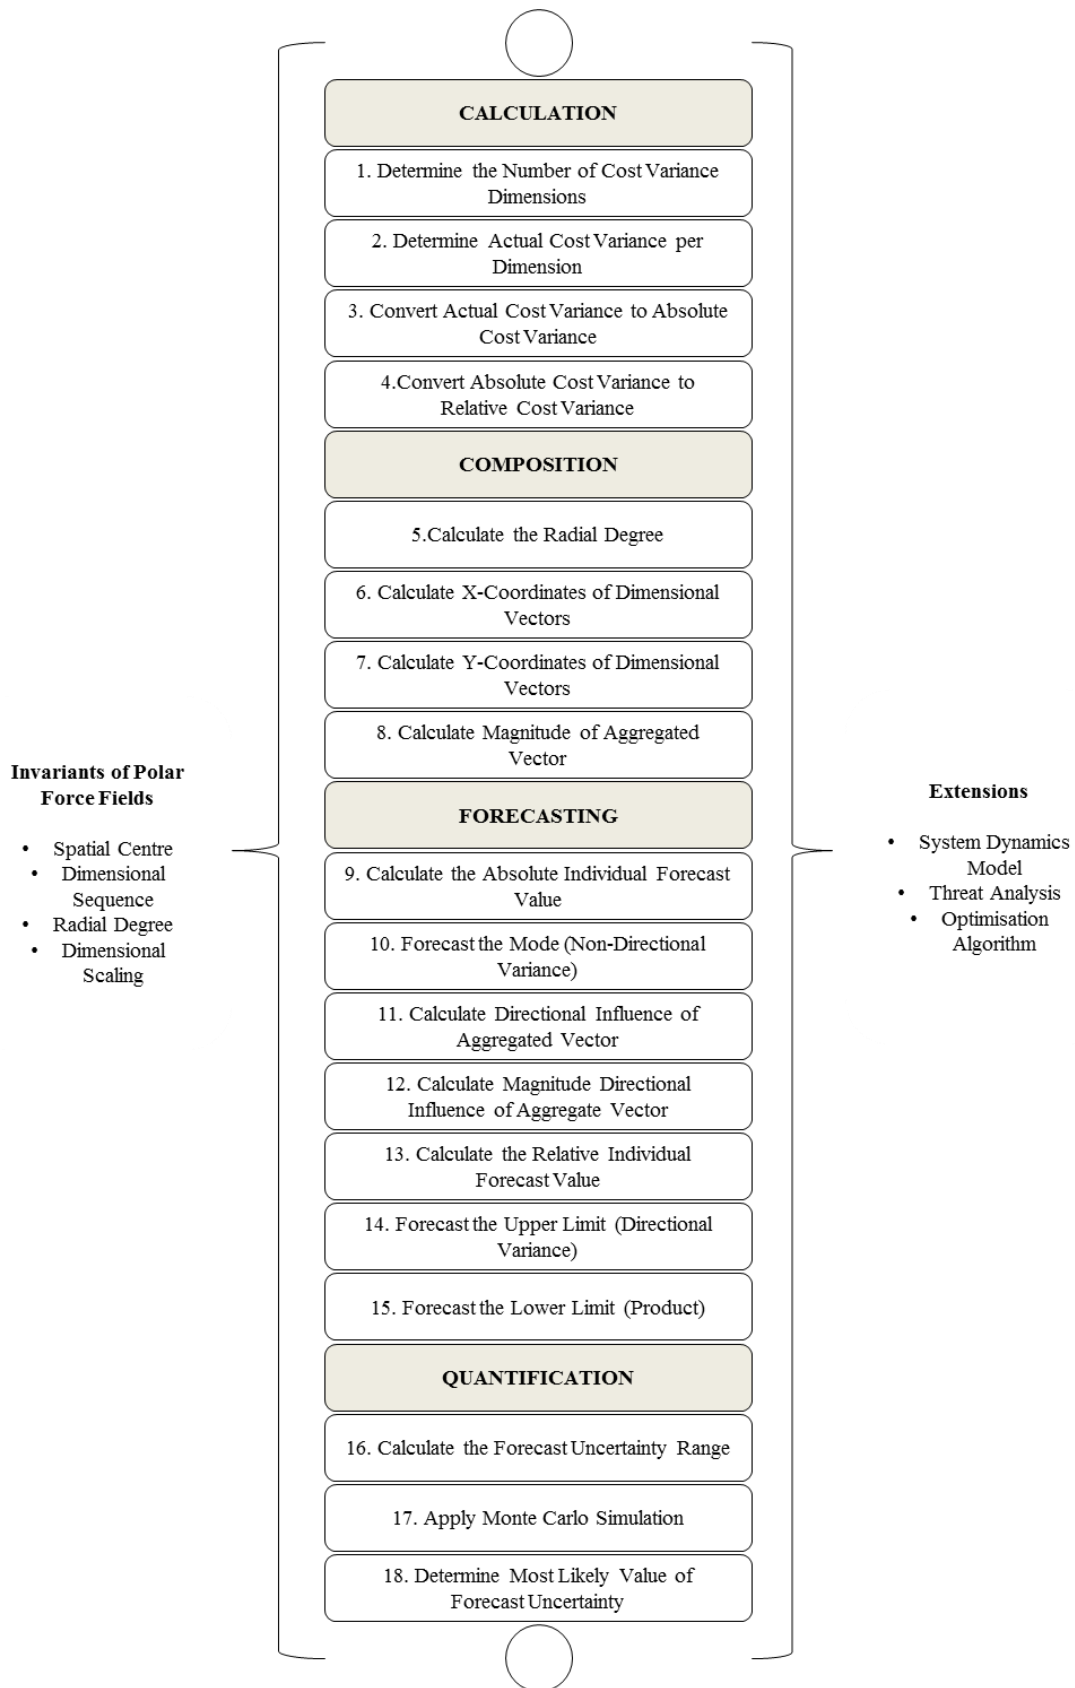 CALCULATION
1. Determine the Number of Cost Variance
Dimensions
2. Determine Actual Cost Variance per
Dimension
3. Convert Actual Cost Variance to Absolute
Cost Variance
4.Convert Absolute Cost Variance to
Relative Cost Variance
COMPOSITION
5.Calculate the Radial Degree
6. Calculate X-Coordinates of Dimensional
Vectors
7. Calculate Y-Coordinates of Dimensional
Vectors
8. Calculate Magnitude of Aggregated
Vector
FORECASTING
9. Calculate the Absolute Individual Forecast
Value
10. Forecast the Mode (Non-Directional
Variance)
11. Calculate Directional Influence of
Aggregated Vector
12. Calculate Magnitude Directional
Influence of Aggregate Vector
13. Calculate the Relative Individual
Forecast Value
14. Forecast the Upper Limit (Directional
Variance)
15. Forecast the Lower Limit (Product)
QUANTIFICATION
16. Calculate the Forecast Uncertainty Range
17. Apply Monte Carlo Simulation
18. Determine Most Likely Value of
Forecast Uncertainty
Invariants of Polar
Force Fields
• Spatial Centre
• Dimensional
Sequence
• Radial Degree
• Dimensional
Scaling
Extensions
• System Dynamics
Model
• Threat Analysis
• Optimisation
Algorithm